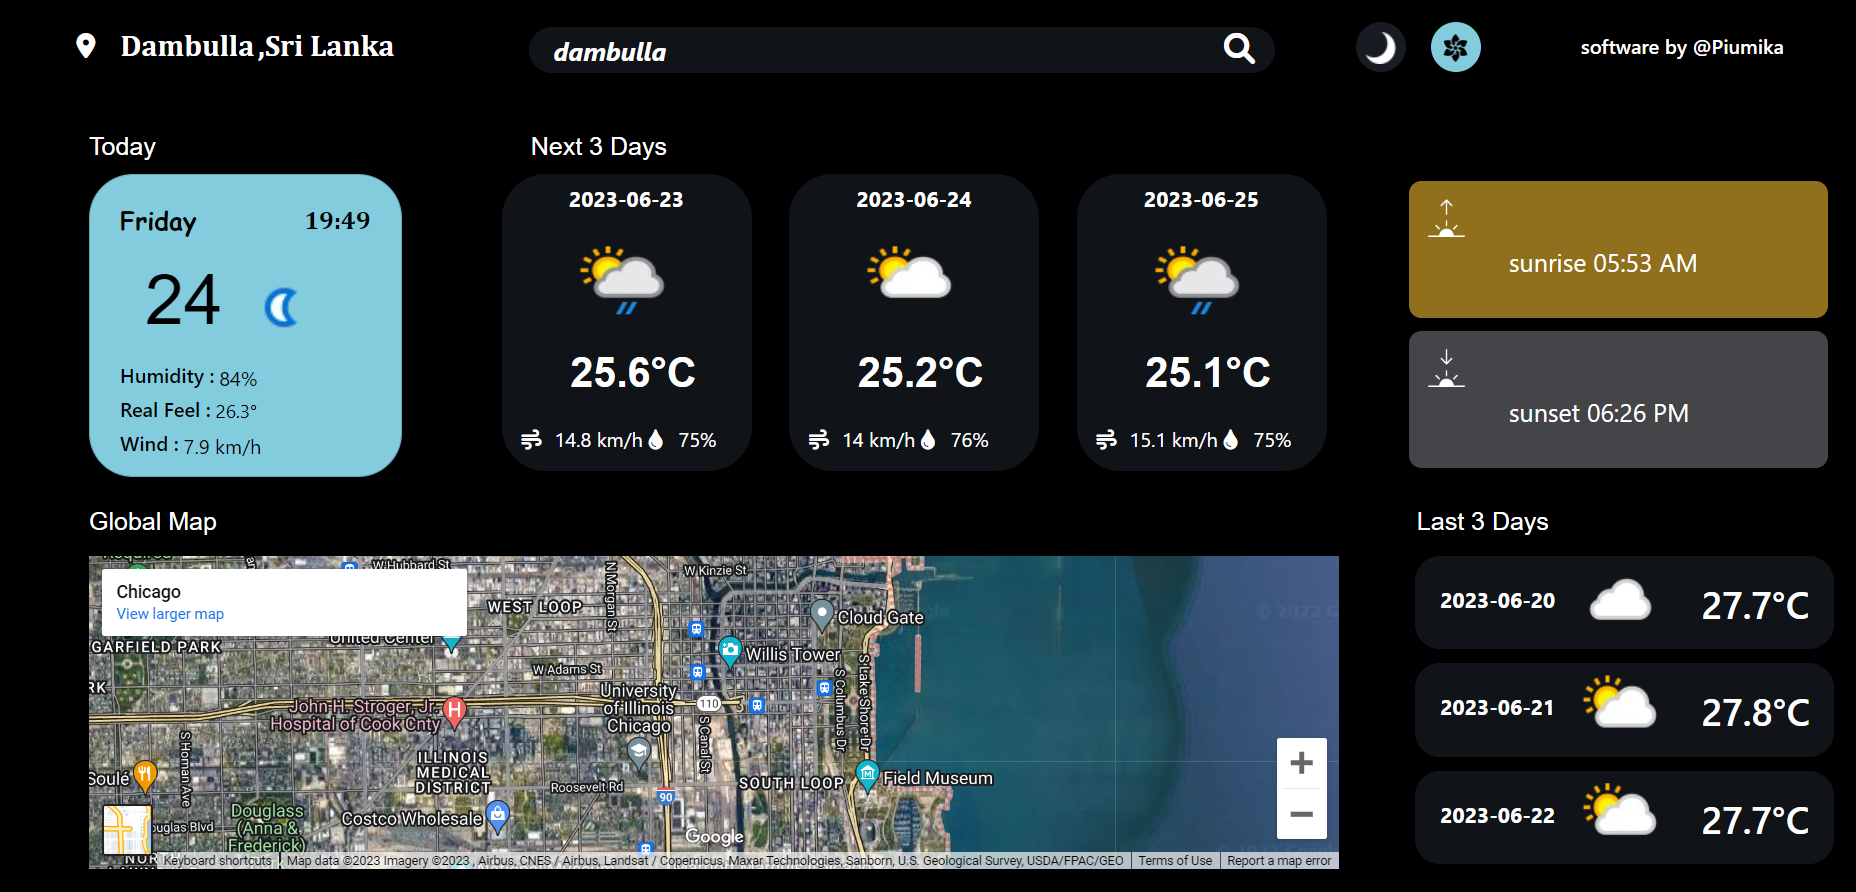 Dambulla ,Sri Lanka
dambulla
software by @Piumika
Today
Next 3 Days
Friday
19:49
24
Humidity : 84%
Real Feel : 26.3°
Wind : 7.9 km/h
2023-06-23
25.6°C
14.8 km/h 75%
2023-06-24
25.2°C
14 km/h 76%
2023-06-25
25.1°C
15.1 km/h 75%
sunrise 05:53 AM
sunset 06:26 PM
Global Map
Chicago
View larger map
W Hubbard St
W Kinzie St
N Morgan St
WEST LOOP
Cloud Gate
United Center
GARFIELD PARK
Willis Tower
W Adams St
RK
University
of Illinois
Chicago
110
S Columbus Dr
S Lake Shore Dr
John H. Stroger, Jr.
Hospital of Cook Cnty
H
S Canal St
S Homan Ave
ILLINOIS
MEDICAL
DISTRICT
Soulé
SOUTH LOOP
Field Museum
Roosevelt Rd
90
Douglass
(Anna &
Frederick)
Costco Wholesale
ouglas Blvd
Google
Keyboard shortcuts
Map data ©2023 Imagery ©2023 , Airbus, CNES / Airbus, Landsat / Copernicus, Maxar Technologies, Sanborn, U.S. Geological Survey, USDA/FPAC/GEO
Terms of Use
Report a map error
Last 3 Days
2023-06-20
27.7°C
2023-06-21
27.8°C
2023-06-22
27.7°C